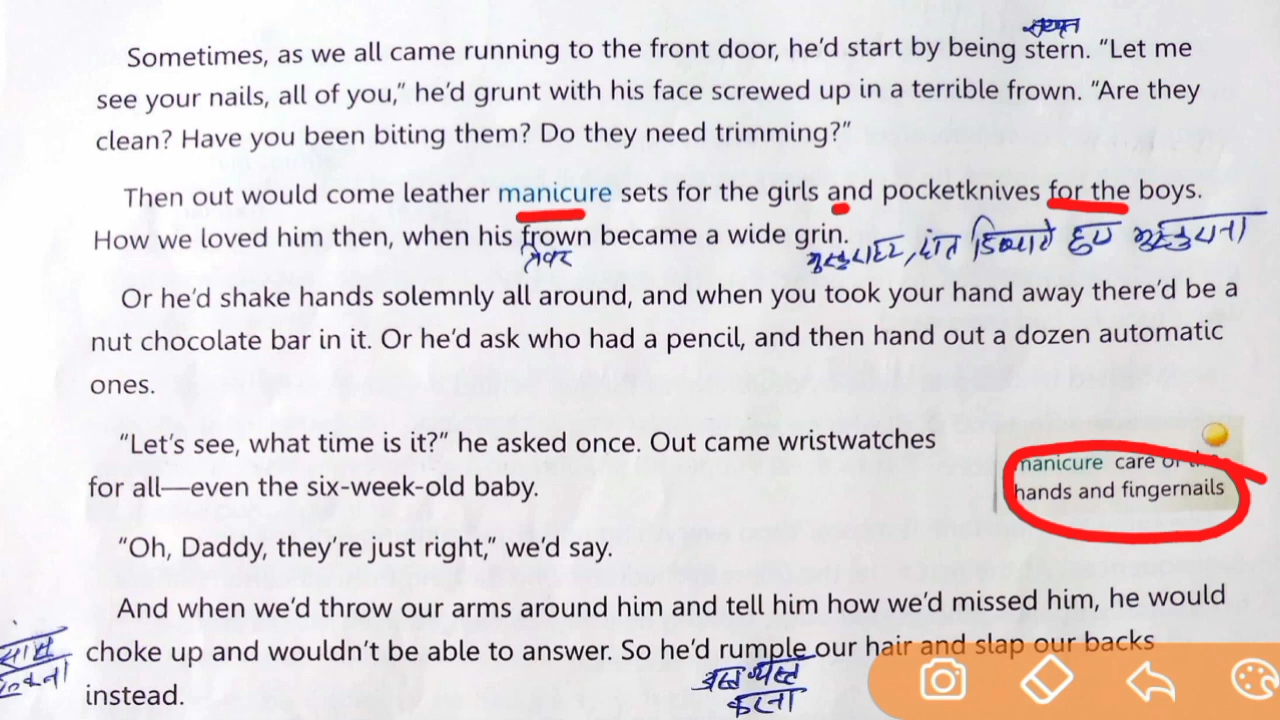 सख्त
Sometimes, as we all came running to the front door, he’d start by being stern. “Let me
see your nails, all of you,” he’d grunt with his face screwed up in a terrible frown. “Are they
clean? Have you been biting them? Do they need trimming?”
Then out would come leather manicure sets for the girls and pocketknives for the boys.
How we loved him then, when his frown became a wide grin.
दाँत दिखाते हुए मुस्कुराना
Or he’d shake hands solemnly all around, and when you took your hand away there’d be a
nut chocolate bar in it. Or he’d ask who had a pencil, and then hand out a dozen automatic
ones.
“Let’s see, what time is it?” he asked once. Out came wristwatches
for all—even the six-week-old baby.
manicure care of the
hands and fingernails
“Oh, Daddy, they’re just right,” we’d say.
And when we’d throw our arms around him and tell him how we’d missed him, he would
choke up and wouldn’t be able to answer. So he’d rumple our hair and slap our backs
instead.
अस्त व्यस्त
करना